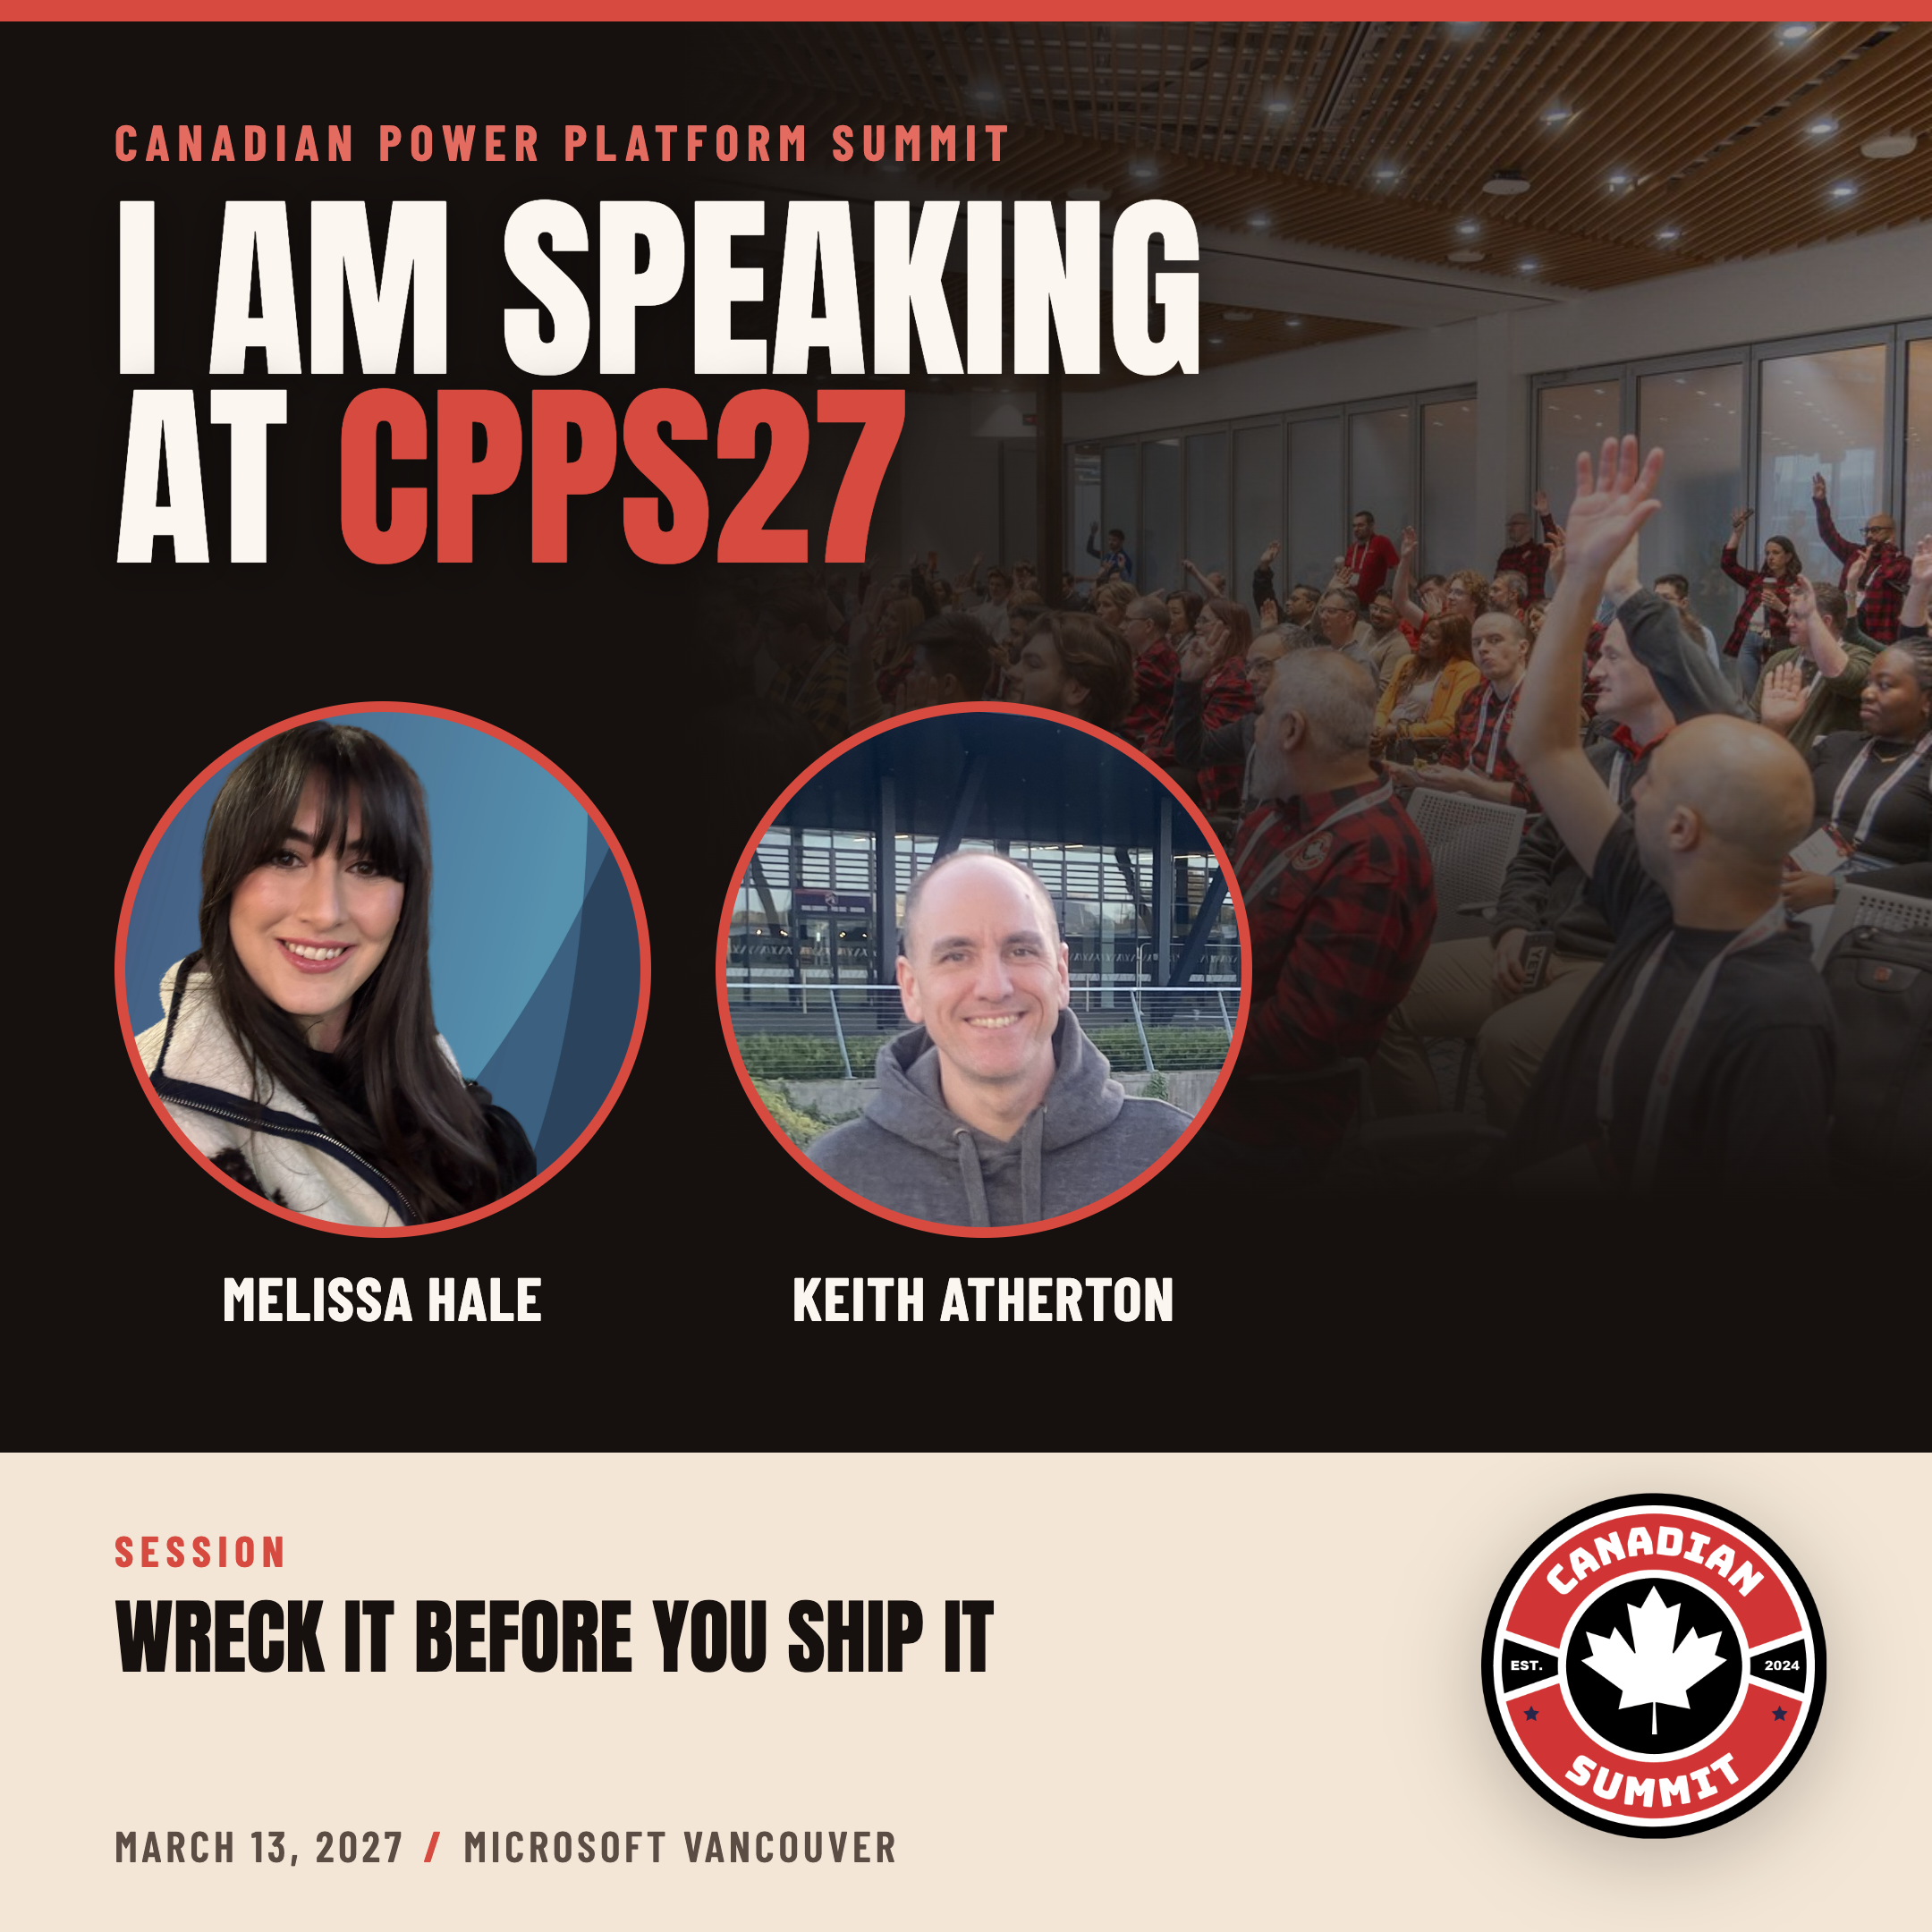 CANADIAN POWER PLATFORM SUMMIT
I AM SPEAKING
AT CPPS27
MELISSA HALE
KEITH ATHERTON
SESSION
WRECK IT BEFORE YOU SHIP IT
MARCH 13, 2027 / MICROSOFT VANCOUVER
CANADIAN
EST. 2024
SUMMIT